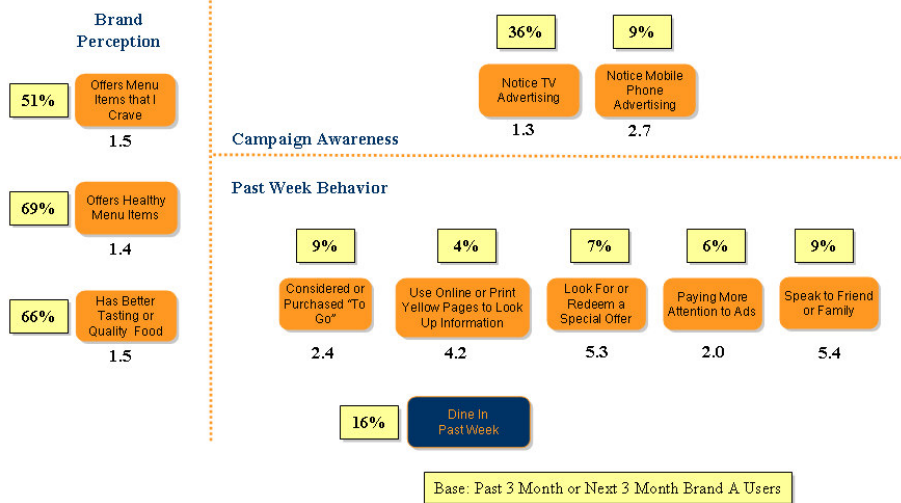 Brand
Perception
51%
Offers Menu
Items that I
Crave
1.5
69%
Offers Healthy
Menu Items
1.4
66%
Has Better
Tasting or
Quality Food
1.5
36%
Notice TV
Advertising
1.3
9%
Notice Mobile
Phone
Advertising
2.7
Campaign Awareness
Past Week Behavior
9%
Considered or
Purchased “To
Go”
2.4
4%
Use Online or Print
Yellow Pages to Look
Up Information
4.2
7%
Look For or
Redeem a
Special Offer
5.3
6%
Paying More
Attention to Ads
2.0
9%
Speak to Friend
or Family
5.4
16%
Dine In
Past Week
Base: Past 3 Month or Next 3 Month Brand A Users